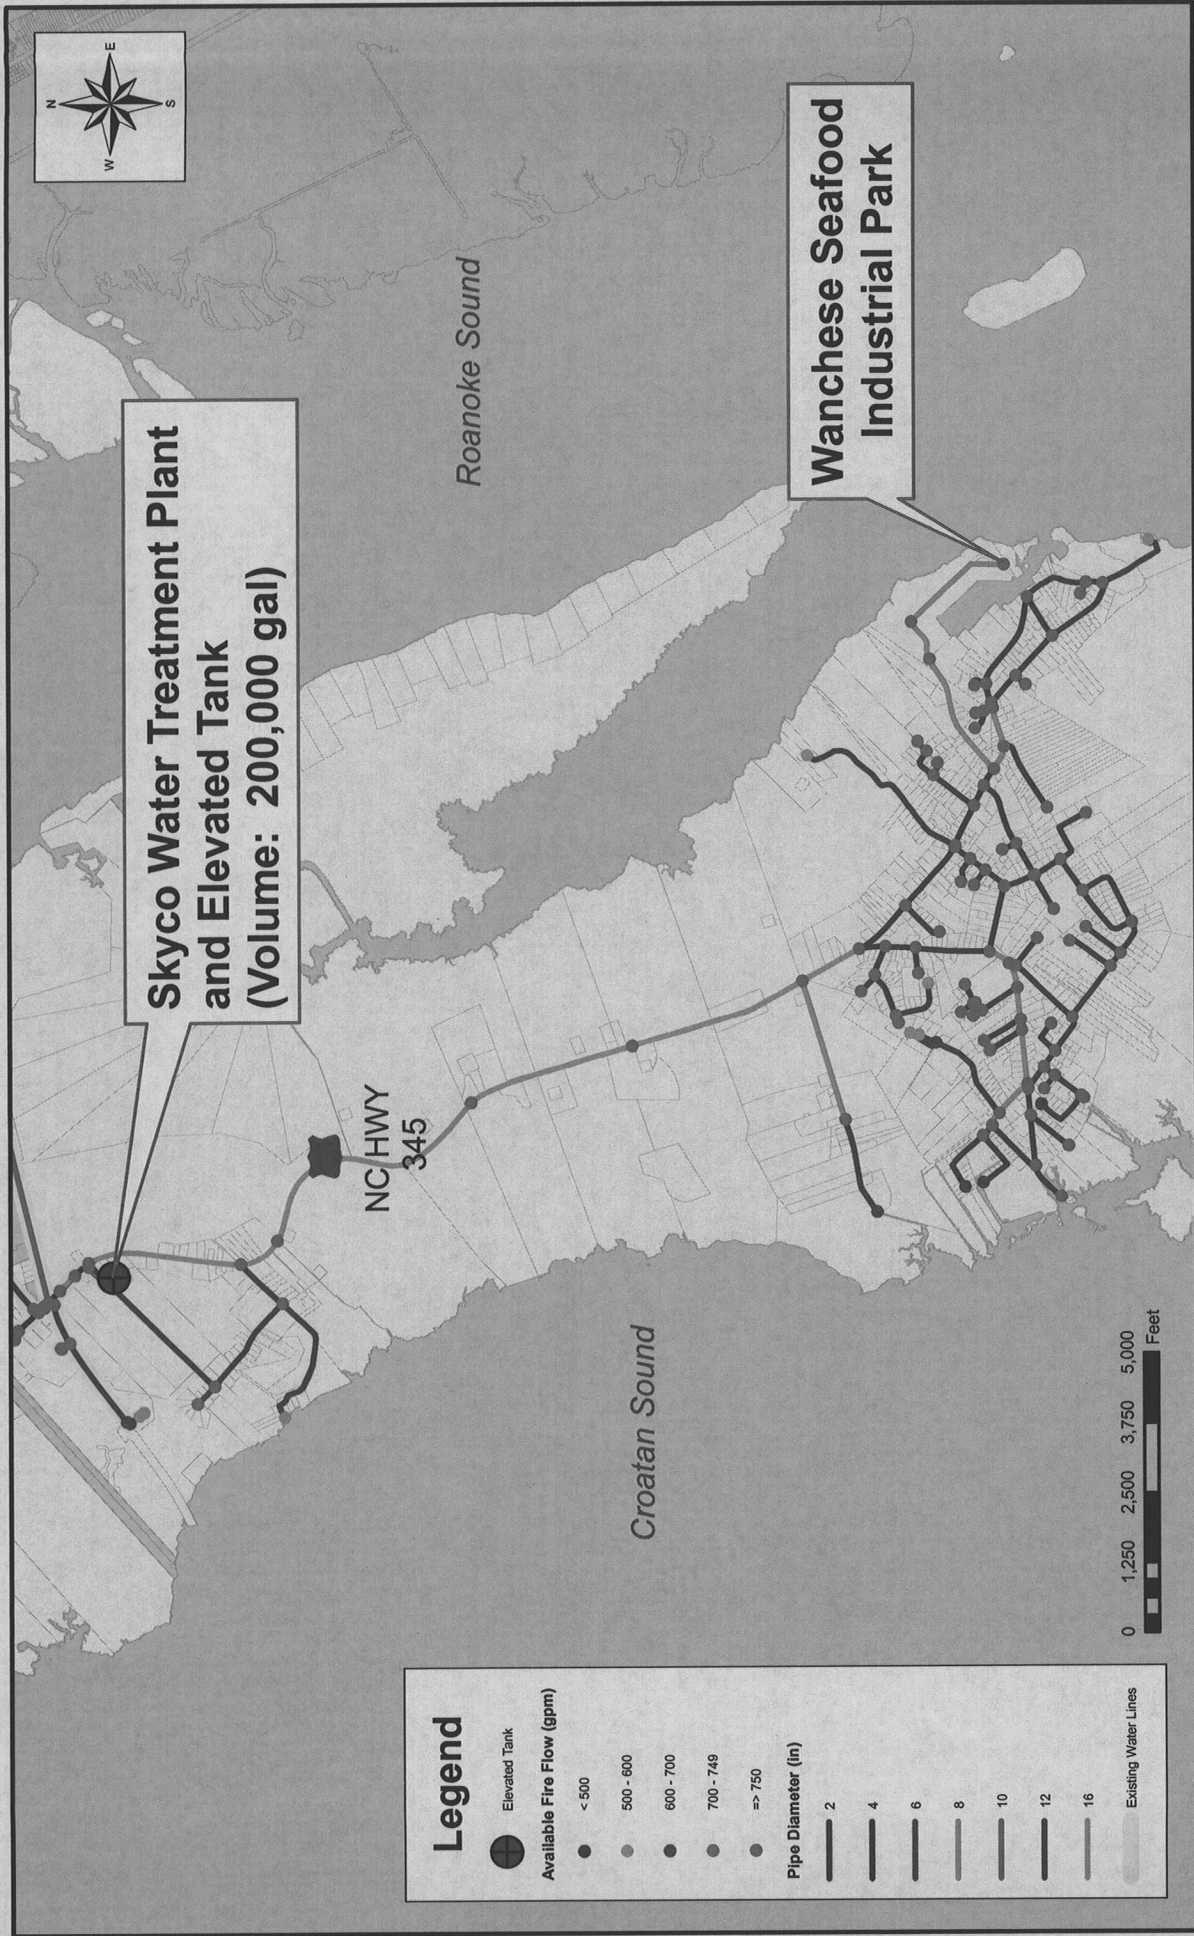 N
W
E
S
Skyco Water Treatment Plant
and Elevated Tank
(Volume: 200,000 gal)
Roanoke Sound
Wanchese Seafood
Industrial Park
NC HWY
345
Croatan Sound
Legend
Elevated Tank
Available Fire Flow (gpm)
< 500
500 - 600
600 - 700
700 - 749
=> 750
Pipe Diameter (in)
2
4
6
8
10
12
16
Existing Water Lines
0 1,250 2,500 3,750 5,000
Feet